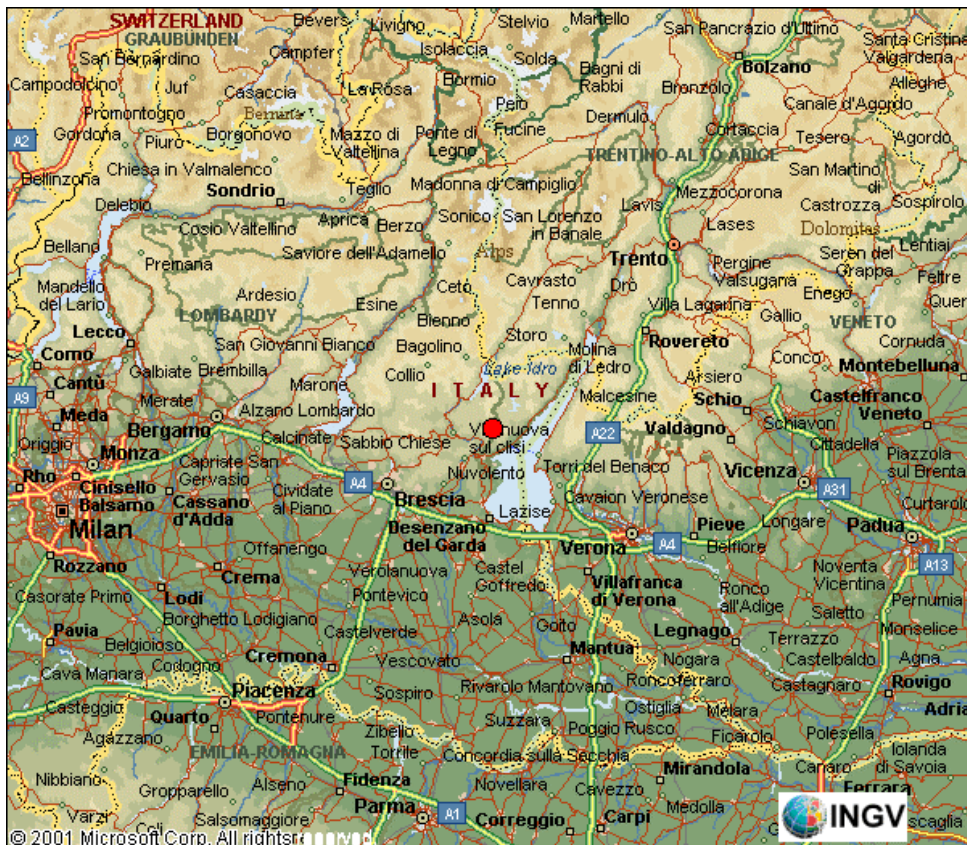 SWITZERLAND
Bevers
Livigno
Stelvio
Martello
San Pancrazio d'Ultimo
GRAUBÜNDEN
Campfer
Isolaccia
Solda
Santa Cristina
Valgardena
San Bernardino
Bormio
Bagni di
Rabbi
Bolzano
Campodolcino
Juf
Casaccia
La Rösa
Peio
Bronzolo
Alleghe
Promontogno
Bernina
Fucine
Dermulo
Canale d'Agordo
A2
Gordona
Piuro
Borgonovo
Mazzo di
Valtellina
Ponte di
Legno
Cortaccia
Tesero
Agordo
TRENTINO-ALTO ADIGE
Bellinzona
Chiesa in Valmalenco
Teglio
Madonna di Campiglio
Mezzocorona
San Martino
di
Castrozza
Sondrio
Delebio
Aprica
Berzo
Sonico
San Lorenzo
in Banale
Lavis
Lases
Sospirolo
Cosio Valtellino
Dolomites
Bellano
Premana
Saviore dell'Adamello
Alps
Trento
Pergine
Valsugana
Seren del
Grappa
Lentiai
Feltre
Mandello
del Lario
Ardesio
Esine
Ceto
Cavrasto
Tenno
Drò
Villa Lagarina
Enego
Quer
LOMBARDY
Bienno
Gallio
VENETO
Lecco
San Giovanni Bianco
Storo
Rovereto
Cornuda
Como
Bagolino
Molina
di Ledro
Conco
Montebelluna
Cantù
Galbiate
Brembilla
Marone
Collio
Lake Idro
Arsiero
A9
ITALY
Malcesine
Schio
Castelfranco
Veneto
Meda
Merate
Alzano Lombardo
Bergamo
Schiavon
Origgio
Monza
Calcinate
Sabbio Chiese
sul clisi
A22
Valdagno
Cittadella
Piazzola
sul Brenta
Rho
Cinisello
Balsamo
Capriate San
Gervasio
Nuvolento
Torri del Benaco
Vicenza
A4
Cassano
d'Adda
Cividate
al Piano
Brescia
Cavaion Veronese
A31
Curtarolo
Milan
Desenzano
del Garda
Lazise
Pieve
Longare
Padua
Offanengo
Verona
A4
Belfiore
Rozzano
Crema
Verolanuova
Castel
Goffredo
Villafranca
di Verona
Noventa
Vicentina
A13
Casorate Primo
Lodi
Pontevico
Ronco
all'Adige
Pernumia
Borghetto Lodigiano
Asola
Goito
Saletto
Pavia
Castelverde
Legnago
Monselice
Belgioioso
Terrazzo
Cremona
Vescovato
Mantua
Nogara
Castelbaldo
Agna
Cava Manara
Codogno
Roncoferraro
Piacenza
Sospiro
Rivarolo Mantovano
Castagnaro
Rovigo
Casteggio
Ostiglia
Melara
Adria
Quarto
Pontenure
Suzzara
Poggio Rusco
Ficarolo
Polesella
Agazzano
Zibello
EMILIA-ROMAGNA
Torrile
Concordia sulla Secchia
Iolanda
di Savoia
Canaro
Nibbiano
Mirandola
Gropparello
Alseno
Fidenza
Novellara
Cavezzo
Ferrara
Varzi
Salsomaggiore
Parma
A1
Correggio
Carpi
Medolla
INGV
© 2001 Microsoft Corp. All rights reserved